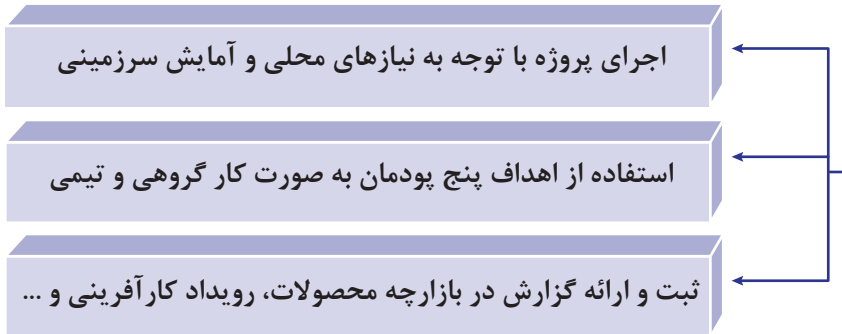 اجرای پروژه با توجه به نیازهای محلی و آمایش سرزمینی
استفاده از اهداف پنج پودمان به صورت کار گروهی و تیمی
ثبت و ارائه گزارش در بازارچه محصولات، رویداد کارآفرینی و ...